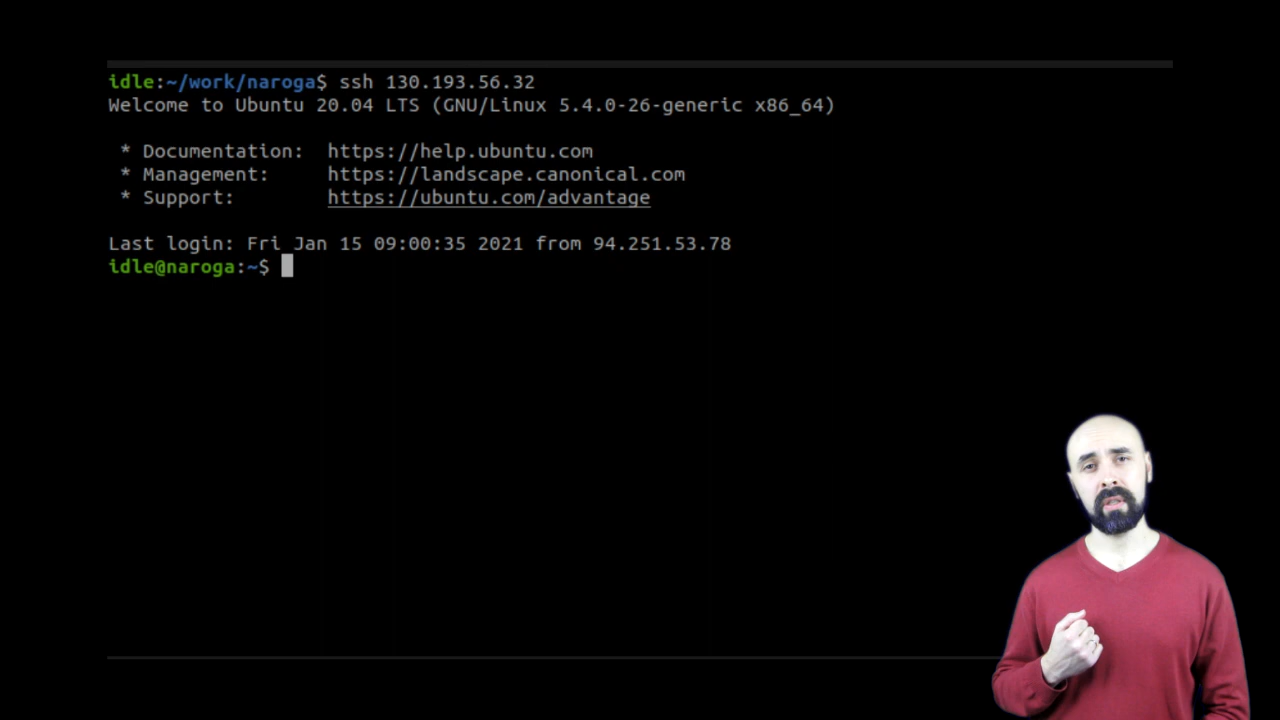 idle:~/work/naroga$ ssh 130.193.56.32
Welcome to Ubuntu 20.04 LTS (GNU/Linux 5.4.0-26-generic x86_64)
* Documentation: https://help.ubuntu.com
* Management: https://landscape.canonical.com
* Support: https://ubuntu.com/advantage
Last login: Fri Jan 15 09:00:35 2021 from 94.251.53.78
idle@naroga:~$